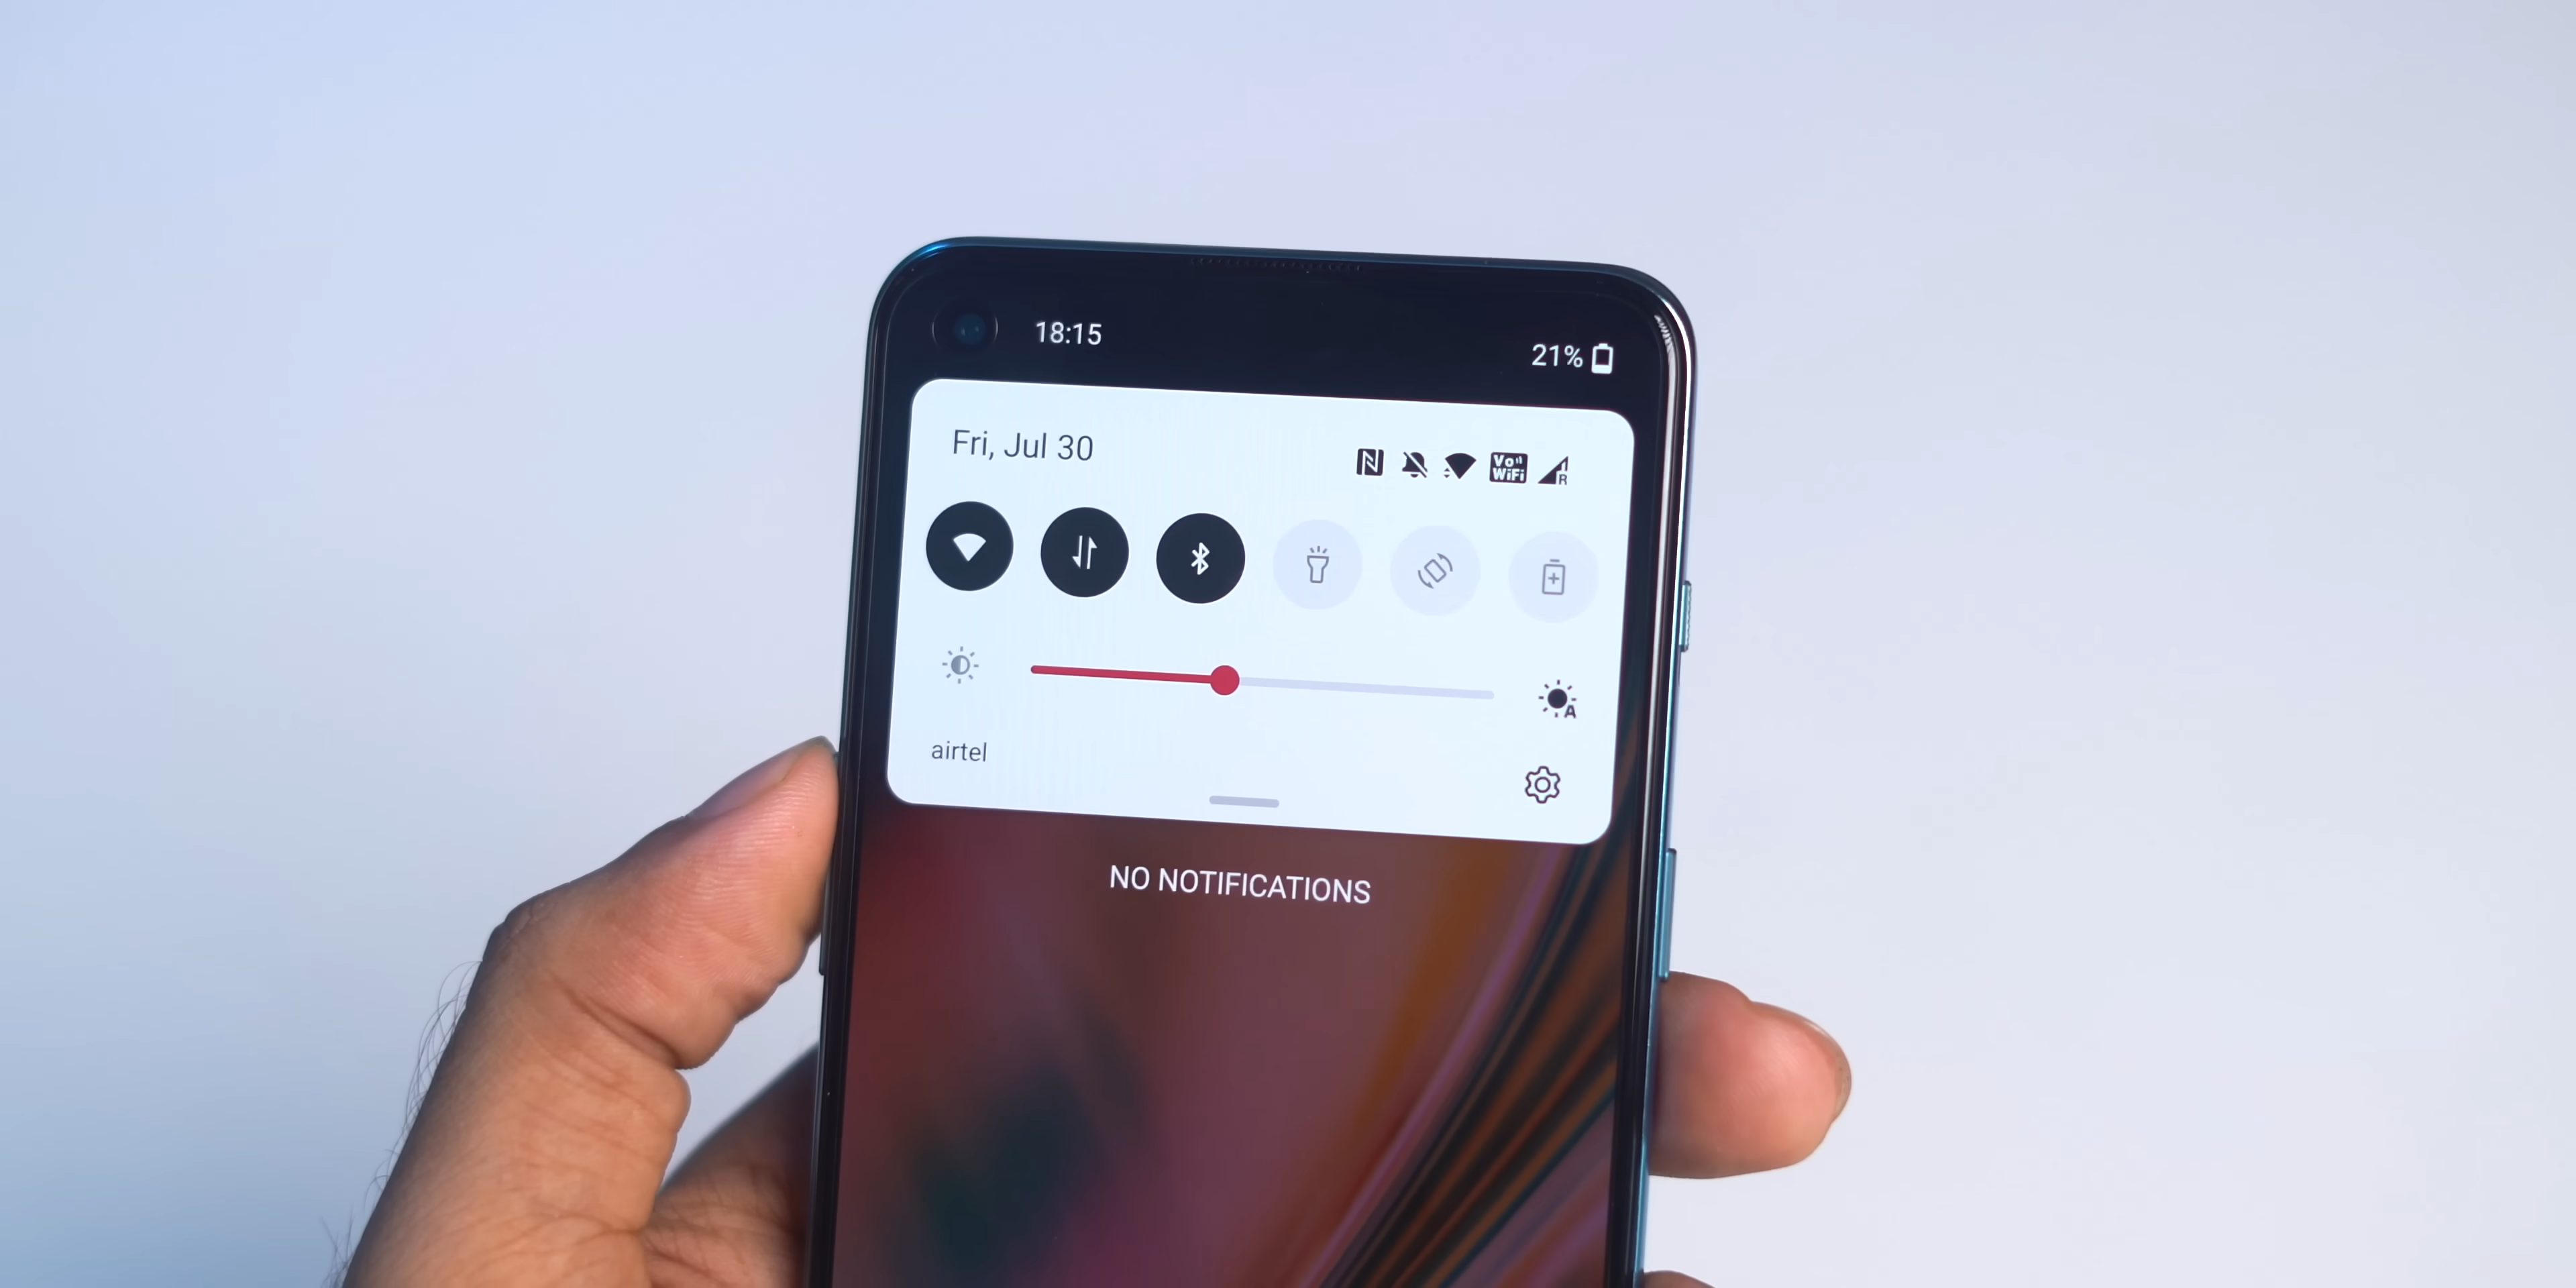 18:15
21%
Fri, Jul 30
Vo
WiFi
R
A
airtel
NO NOTIFICATIONS